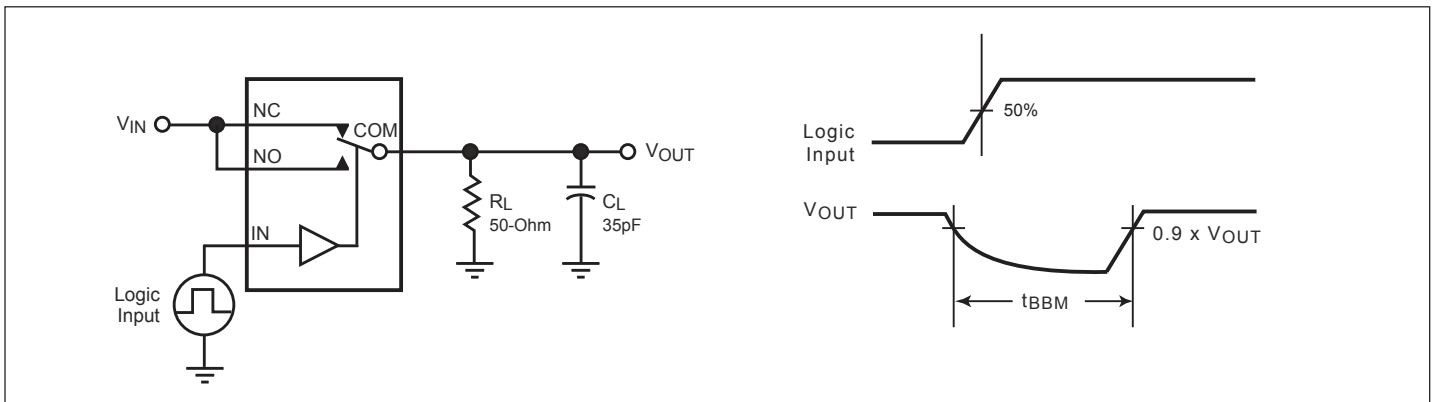 NC
VIN
COM
NO
VOUT
RL
50-Ohm
CL
35pF
IN
Logic
Input
50%
Logic
Input
VOUT
0.9 x VOUT
tBBM